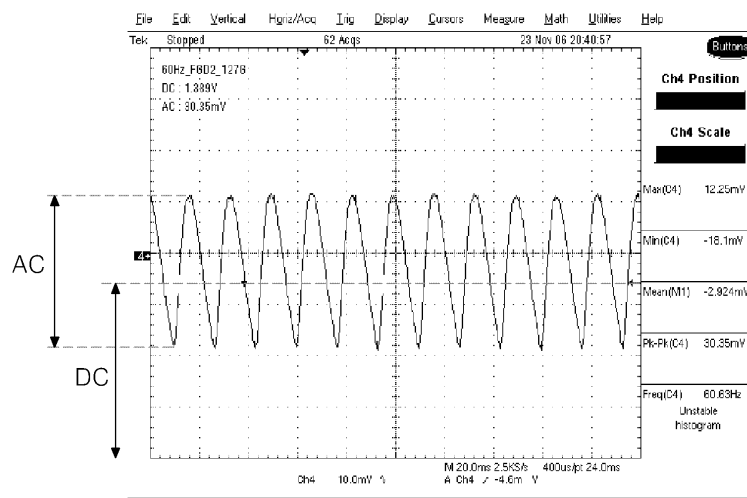 File Edit Vertical Horiz/Acq Trig Display Cursors Measure Math Utilities Help
Tek Stopped 62 Acqs 23 Nov 06 20:40:57
Buttons
60Hz_FGD2_127G
DC : 1.389V
AC : 30.35mV
Ch4 Position
Ch4 Scale
Max(C4) 12.25mV
Min(C4) -18.1mV
Mean(M1) -2.924mV
Pk-Pk(C4) 30.35mV
Freq(C4) 60.63Hz
Unstable
histogram
AC
4
DC
M 20.0ms 2.5KS/s 400us/pt 24.0ms
Ch4 10.0mV A Ch4 -4.6m V